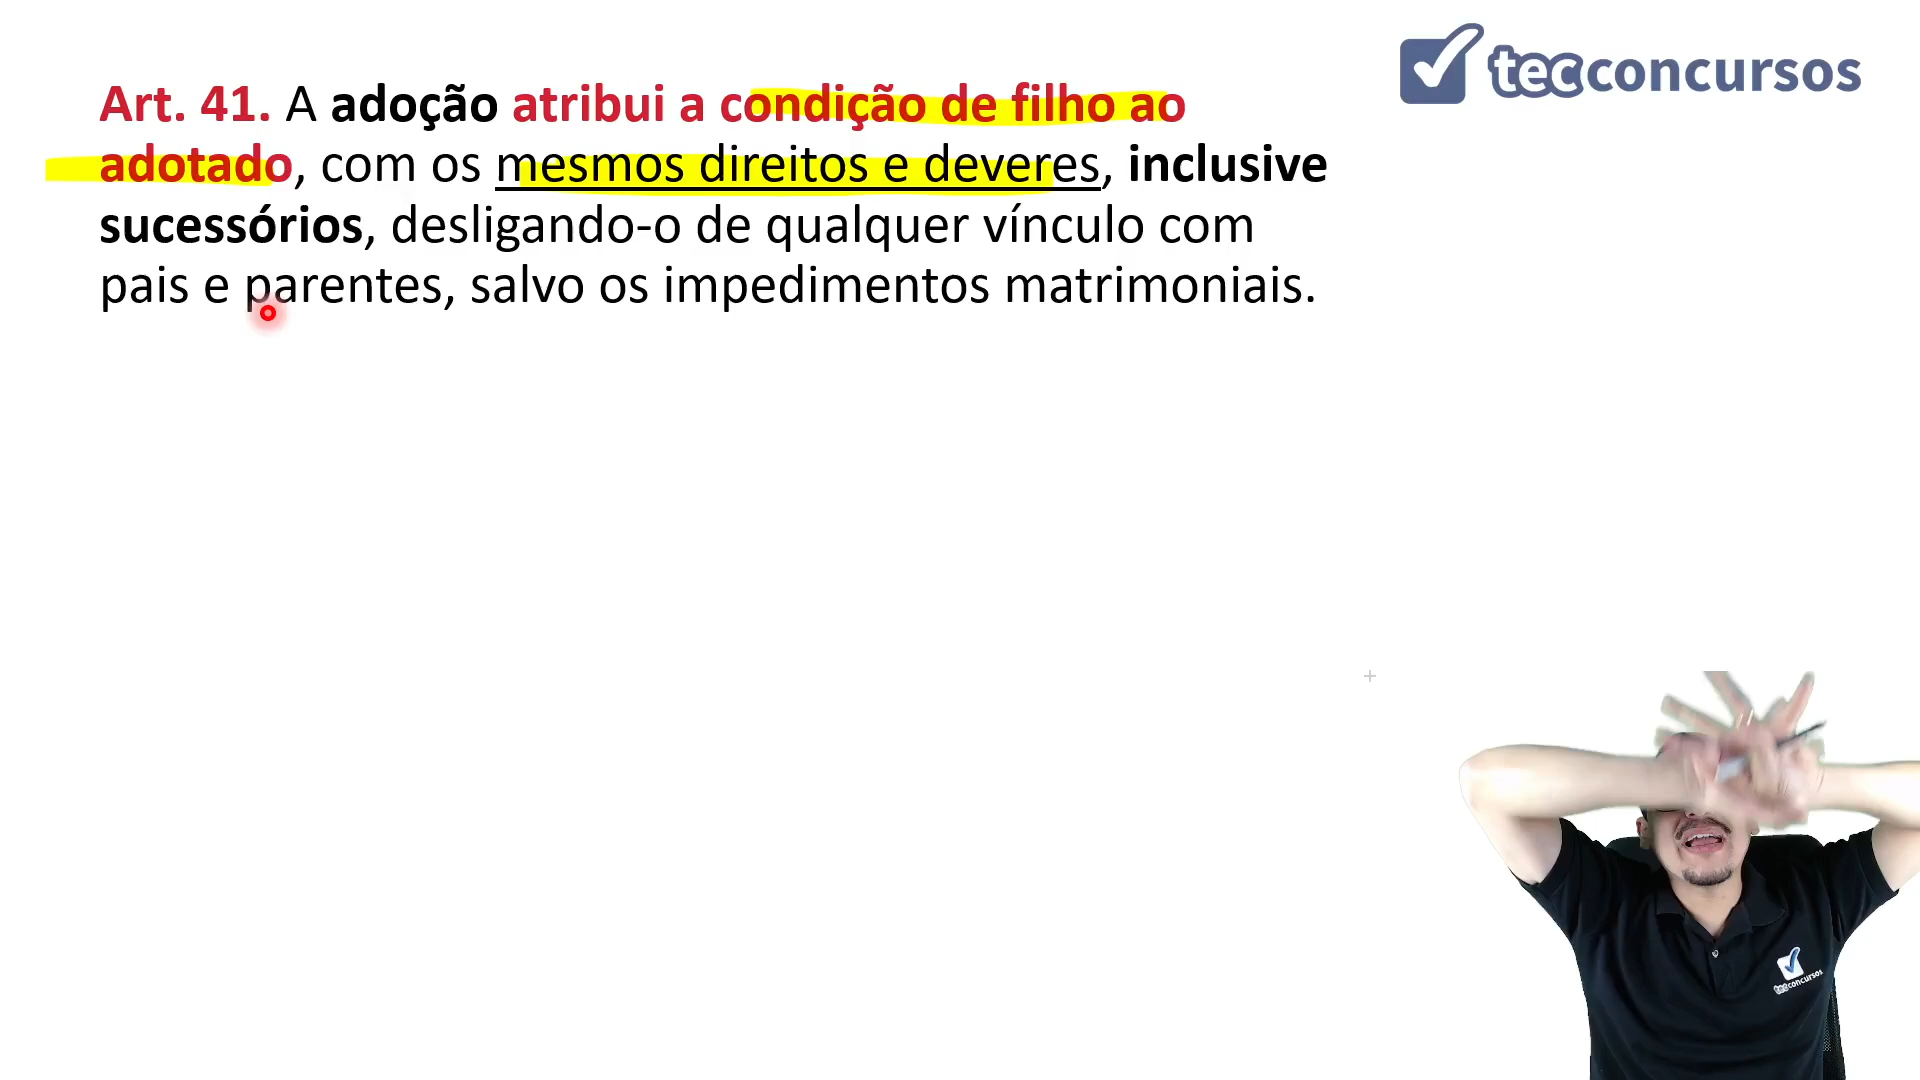 tecconcursos
Art. 41. A adoção atribui a condição de filho ao
adotado, com os mesmos direitos e deveres, inclusive
sucessórios, desligando-o de qualquer vínculo com
pais e parentes, salvo os impedimentos matrimoniais.
tecconcursos